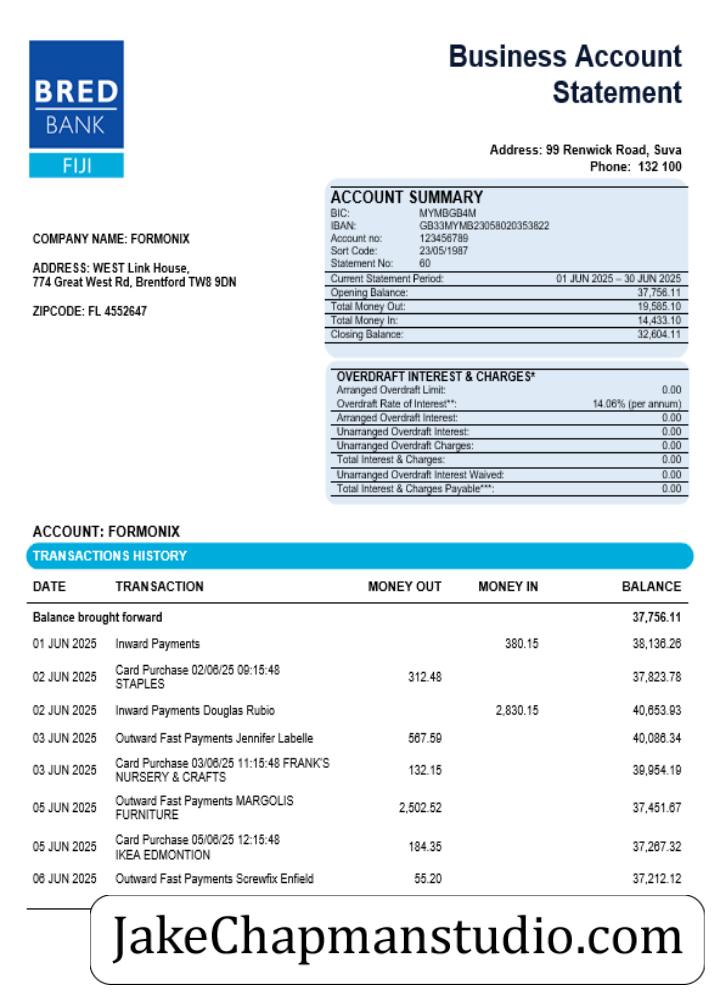 BRED
BANK
FIJI
Business Account
Statement
Address: 99 Renwick Road, Suva
Phone: 132 100
COMPANY NAME: FORMONIX
ADDRESS: WEST Link House,
774 Great West Rd, Brentford TW8 9DN
ZIPCODE: FL 4552647
ACCOUNT SUMMARY
BIC: MYMBGB4M
IBAN: GB33MYMB23058020353822
Account no: 123456789
Sort Code: 23/05/1987
Statement No: 60
Current Statement Period: 01 JUN 2025 – 30 JUN 2025
Opening Balance: 37,756.11
Total Money Out: 19,585.10
Total Money In: 14,433.10
Closing Balance: 32,604.11
OVERDRAFT INTEREST & CHARGES*
Arranged Overdraft Limit: 0.00
Overdraft Rate of Interest**: 14.06% (per annum)
Arranged Overdraft Interest: 0.00
Unarranged Overdraft Interest: 0.00
Unarranged Overdraft Charges: 0.00
Total Interest & Charges: 0.00
Unarranged Overdraft Interest Waived: 0.00
Total Interest & Charges Payable***: 0.00
ACCOUNT: FORMONIX
TRANSACTIONS HISTORY
DATE TRANSACTION MONEY OUT MONEY IN BALANCE
Balance brought forward 37,756.11
01 JUN 2025 Inward Payments 380.15 38,136.26
02 JUN 2025 Card Purchase 02/06/25 09:15:48
STAPLES 312.48 37,823.78
02 JUN 2025 Inward Payments Douglas Rubio 2,830.15 40,653.93
03 JUN 2025 Outward Fast Payments Jennifer Labelle 567.59 40,086.34
03 JUN 2025 Card Purchase 03/06/25 11:15:48 FRANK'S
NURSERY & CRAFTS 132.15 39,954.19
05 JUN 2025 Outward Fast Payments MARGOLIS
FURNITURE 2,502.52 37,451.67
05 JUN 2025 Card Purchase 05/06/25 12:15:48
IKEA EDMONTION 184.35 37,267.32
06 JUN 2025 Outward Fast Payments Screwfix Enfield 55.20 37,212.12
JakeChapmanstudio.com